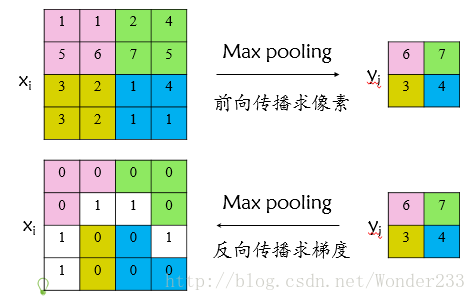 1 1 2 4
5 6 7 5
3 2 1 4
3 2 1 1
xi
Max pooling
前向传播求像素
yi
6 7
3 4
0 0 0 0
0 1 1 0
1 0 0 1
1 0 0 0
xi
Max pooling
反向传播求梯度
yi
6 7
3 4
http://blog.csdn.net/Wonder233